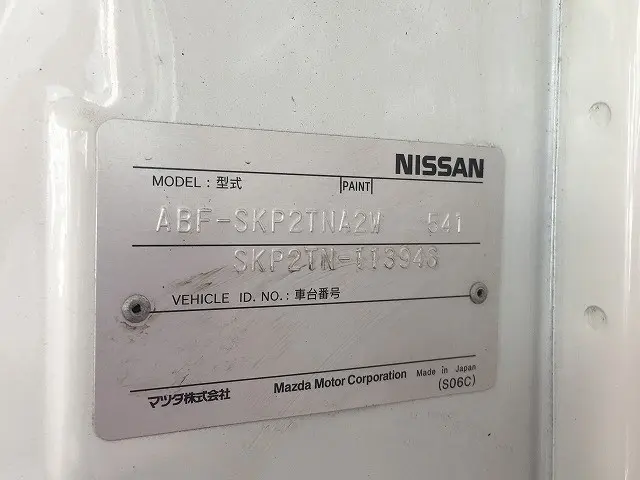 NISSAN
MODEL : 型式 PAINT
ABF-SKP2TNA2W 541
SKP2TN-113946
VEHICLE ID. NO. : 車台番号
マツダ株式会社 Mazda Motor Corporation Made in Japan
(S06C)